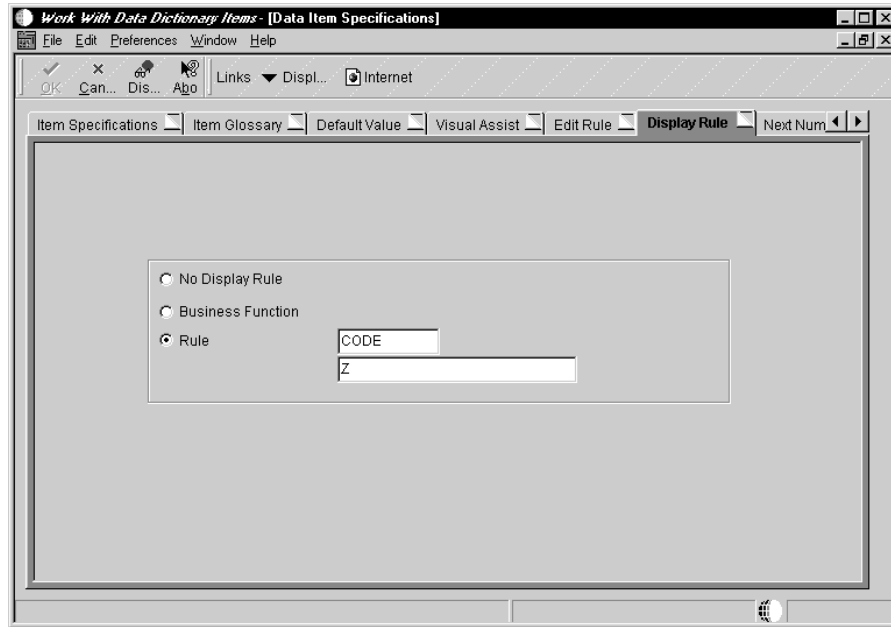 Work With Data Dictionary Items - [Data Item Specifications]
File Edit Preferences Window Help
OK Can... Dis... Abo Links Displ... Internet
Item Specifications Item Glossary Default Value Visual Assist Edit Rule Display Rule Next Num
No Display Rule
Business Function
Rule CODE
Z